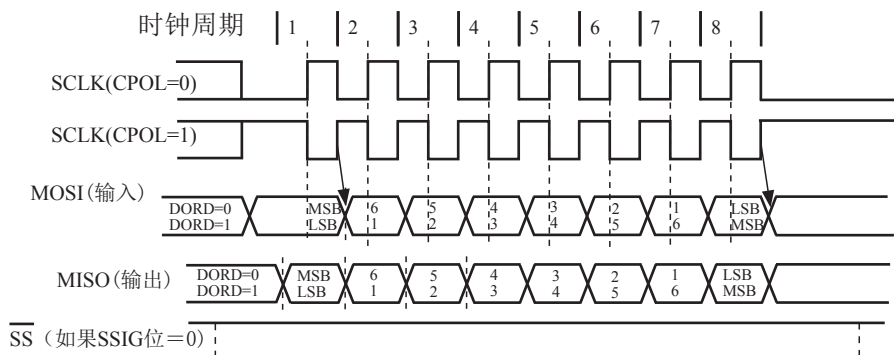 时钟周期 1 2 3 4 5 6 7 8
SCLK(CPOL=0)
SCLK(CPOL=1)
MOSI(输入)
DORD=0 MSB 6 5 4 3 2 1 LSB
DORD=1 LSB 1 2 3 4 5 6 MSB
MISO(输出)
DORD=0 MSB 6 5 4 3 2 1 LSB
DORD=1 LSB 1 2 3 4 5 6 MSB
SS（如果SSIG位＝0）